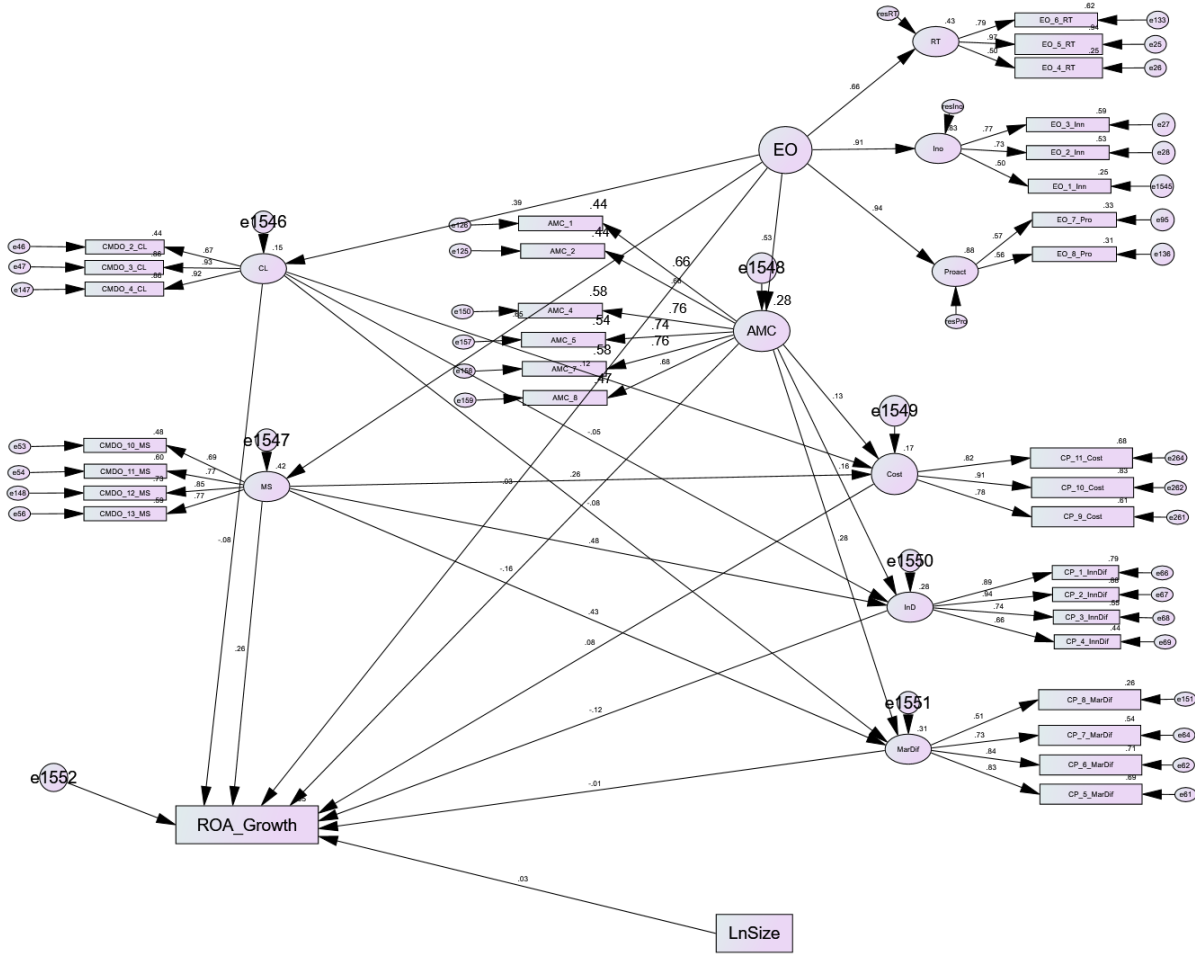 resRT
.43
.79
.62
EO_6_RT
e133
RT
.97
.94
EO_5_RT
e25
.50
.25
EO_4_RT
e26
.66
resIno
.83
.77
.59
EO_3_Inn
e27
EO
.91
Ino
.73
.53
EO_2_Inn
e28
.50
.25
EO_1_Inn
e1545
.39
.94
.33
EO_7_Pro
e95
.57
.88
.56
.31
EO_8_Pro
e136
Proact
resPro
e1546
.15
.44
e46
CMDO_2_CL
.67
.86
e47
CMDO_3_CL
.93
CL
.86
e147
CMDO_4_CL
.92
.44
e126
AMC_1
.44
e125
AMC_2
.53
.66
e1548
.28
AMC
.58
e150
AMC_4
.76
.65
.54
e157
AMC_5
.74
.58
e158
AMC_7
.76
.12
.47
e159
AMC_8
.68
.13
-.05
e1549
.17
.16
Cost
.82
.68
CP_11_Cost
e264
.91
.83
CP_10_Cost
e262
.78
.61
CP_9_Cost
e261
e1547
.42
.48
e53
CMDO_10_MS
.69
.60
e54
CMDO_11_MS
.77
MS
.73
e148
CMDO_12_MS
.85
.59
e56
CMDO_13_MS
.77
.03
.26
-.08
-.08
.48
.28
-.16
e1550
.28
InD
.89
.79
CP_1_InnDif
e66
.94
.88
CP_2_InnDif
e67
.74
CP_3_InnDif
e68
.66
.44
CP_4_InnDif
e69
.43
.26
.08
-.12
e1551
.31
MarDif
.51
.26
CP_8_MarDif
e151
.73
.54
CP_7_MarDif
e64
.84
.71
CP_6_MarDif
e62
.83
.69
CP_5_MarDif
e61
-.01
e1552
ROA_Growth
.03
LnSize